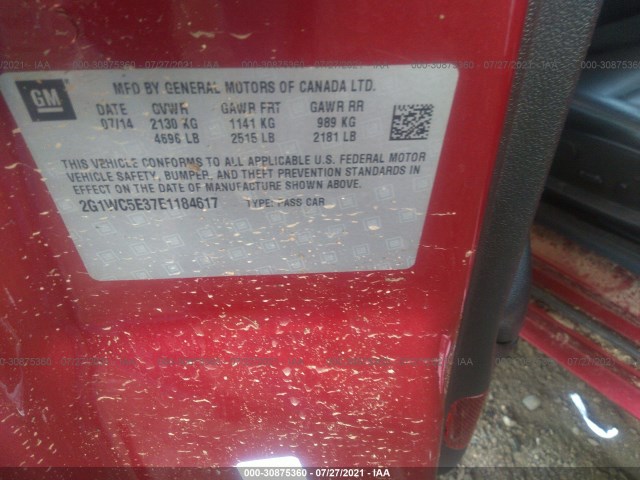 000-30875360 - 07/27/2021 - IAA
GM
MFD BY GENERAL MOTORS OF CANADA LTD.
DATE GVWR GAWR FRT GAWR RR
07/14 2130 KG 1141 KG 989 KG
4696 LB 2515 LB 2181 LB
THIS VEHICLE CONFORMS TO ALL APPLICABLE U.S. FEDERAL MOTOR
VEHICLE SAFETY, BUMPER, AND THEFT PREVENTION STANDARDS IN
EFFECT ON THE DATE OF MANUFACTURE SHOWN ABOVE.
2G1WC5E37E1184617 TYPE: PASS CAR
000-30875360 - 07/27/2021 - IAA
000-30875360 - 07/27/2021 - IAA